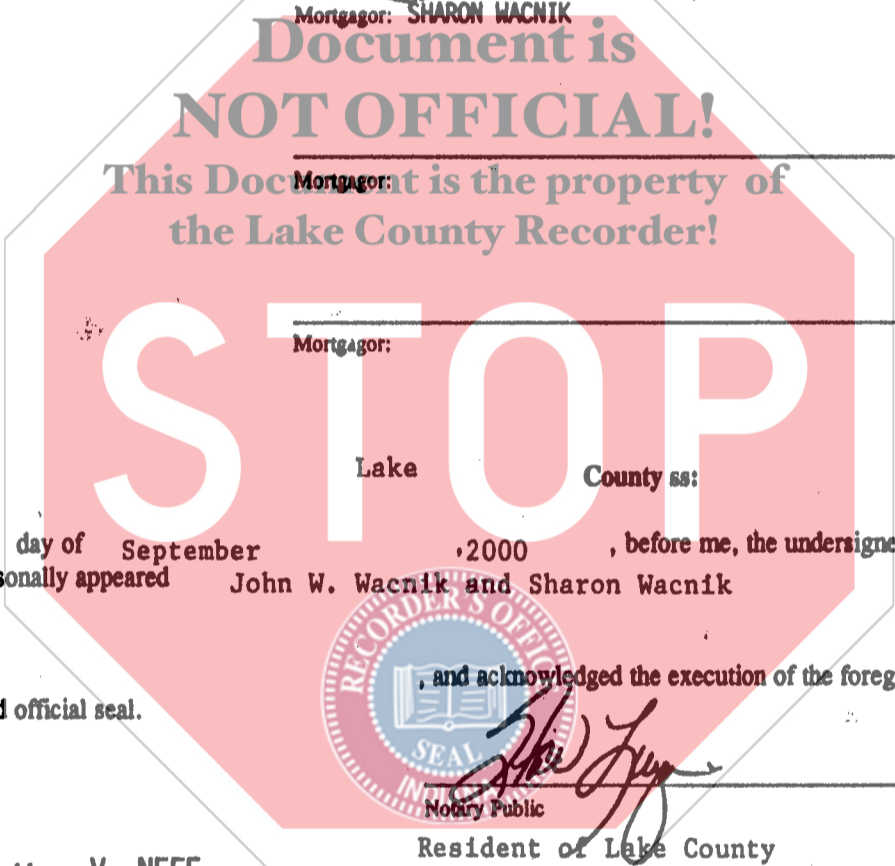 Mortgagor: SHARON WACNIK
Document is
NOT OFFICIAL!
Mortgagor:
This Document is the property of
the Lake County Recorder!
Mortgagor:
STOP
Lake County ss:
day of September ,2000 , before me, the undersigne
sonally appeared John W. Wacnik and Sharon Wacnik
RECORDER'S OFFICE
, and acknowledged the execution of the foreg
d official seal.
SEAL
INDIANA
Notary Public
Resident of Lake County
V. NEFF